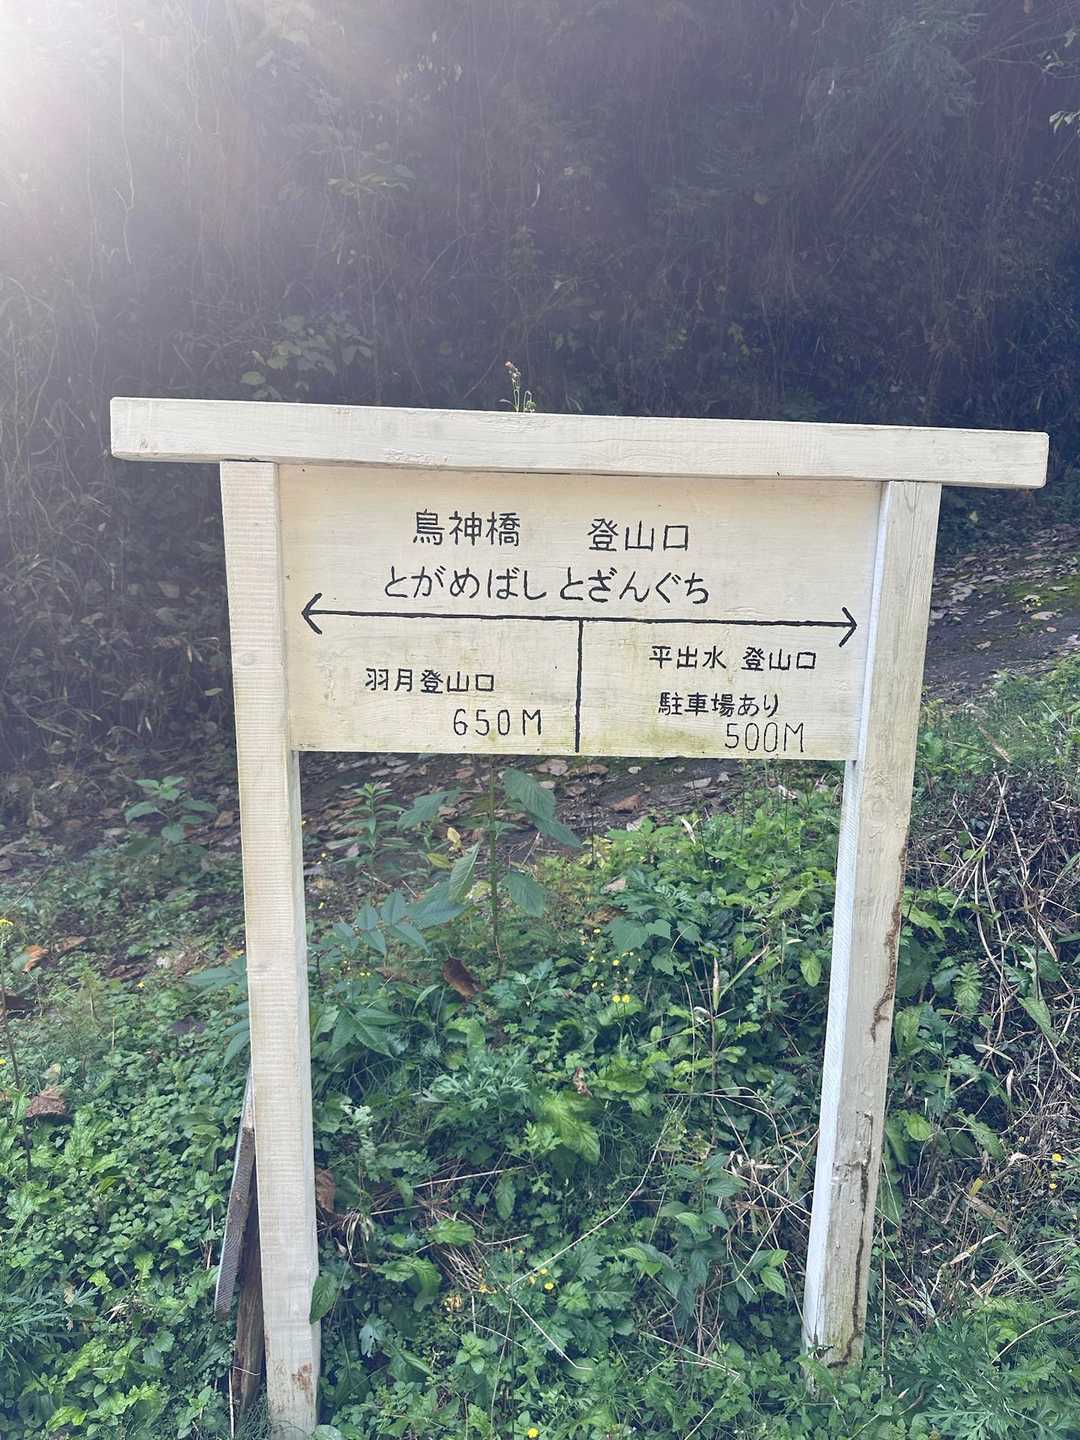 鳥神橋 登山口
とがめばし とざんぐち
羽月登山口
650M
平出水 登山口
駐車場あり
500M